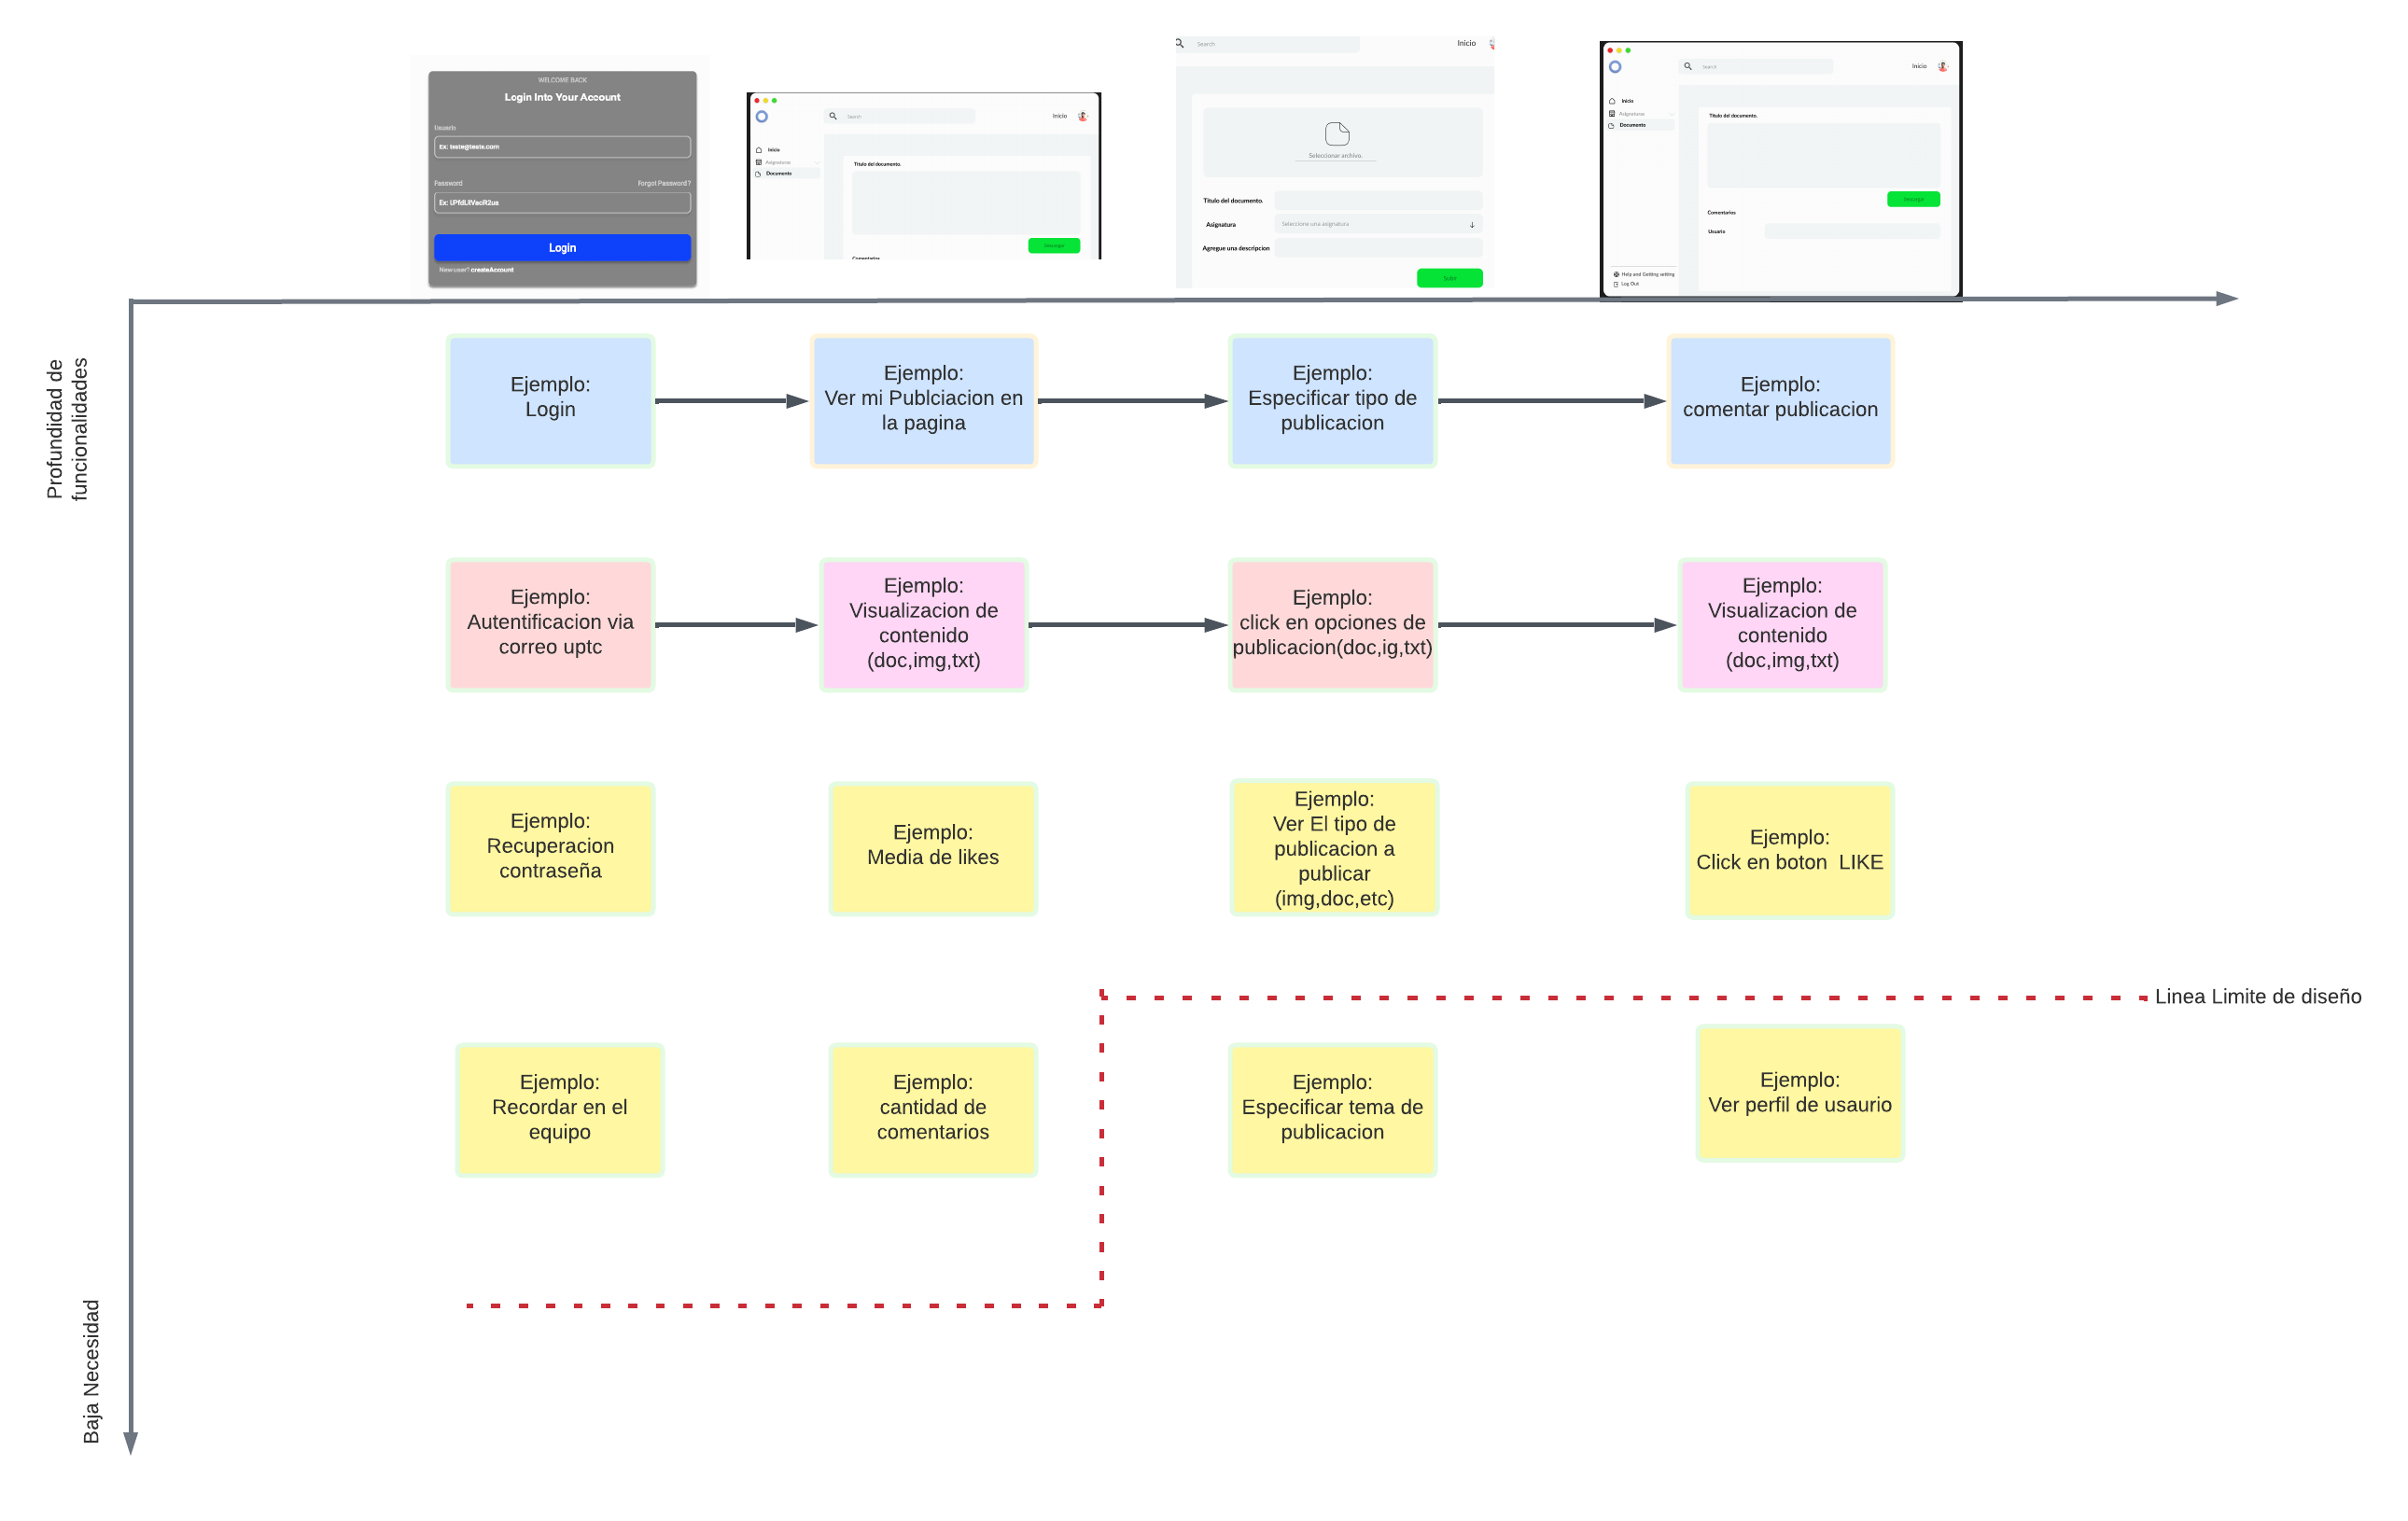 WELCOME BACK
Login Into Your Account
Usuario
Ex: teste@teste.com
Password
Forgot Password?
Login
New user? createAccount
Search
Inicio
Inicio
Asignaturas
Documento
Titulo del documento.
Descargar
Comentarios
Search
Inicio
Seleccionar archivo.
Titulo del documento.
Asignatura
Seleccione una asignatura
Agregue una descripcion
Subir
Search
Inicio
Inicio
Asignaturas
Documento
Titulo del documento.
Descargar
Comentarios
Usuario
Help and Getting setting
Log Out
Profundidad de
funcionalidades
Ejemplo:
Login
Ejemplo:
Ver mi Publciacion en
la pagina
Ejemplo:
Especificar tipo de
publicacion
Ejemplo:
comentar publicacion
Ejemplo:
Autentificacion via
correo uptc
Ejemplo:
Visualizacion de
contenido
(doc,img,txt)
Ejemplo:
click en opciones de
publicacion(doc,ig,txt)
Ejemplo:
Visualizacion de
contenido
(doc,img,txt)
Ejemplo:
Recuperacion
contraseña
Ejemplo:
Media de likes
Ejemplo:
Ver El tipo de
publicacion a
publicar
(img,doc,etc)
Ejemplo:
Click en boton  LIKE
Linea Limite de diseño
Ejemplo:
Recordar en el
equipo
Ejemplo:
cantidad de
comentarios
Ejemplo:
Especificar tema de
publicacion
Ejemplo:
Ver perfil de usaurio
Baja Necesidad